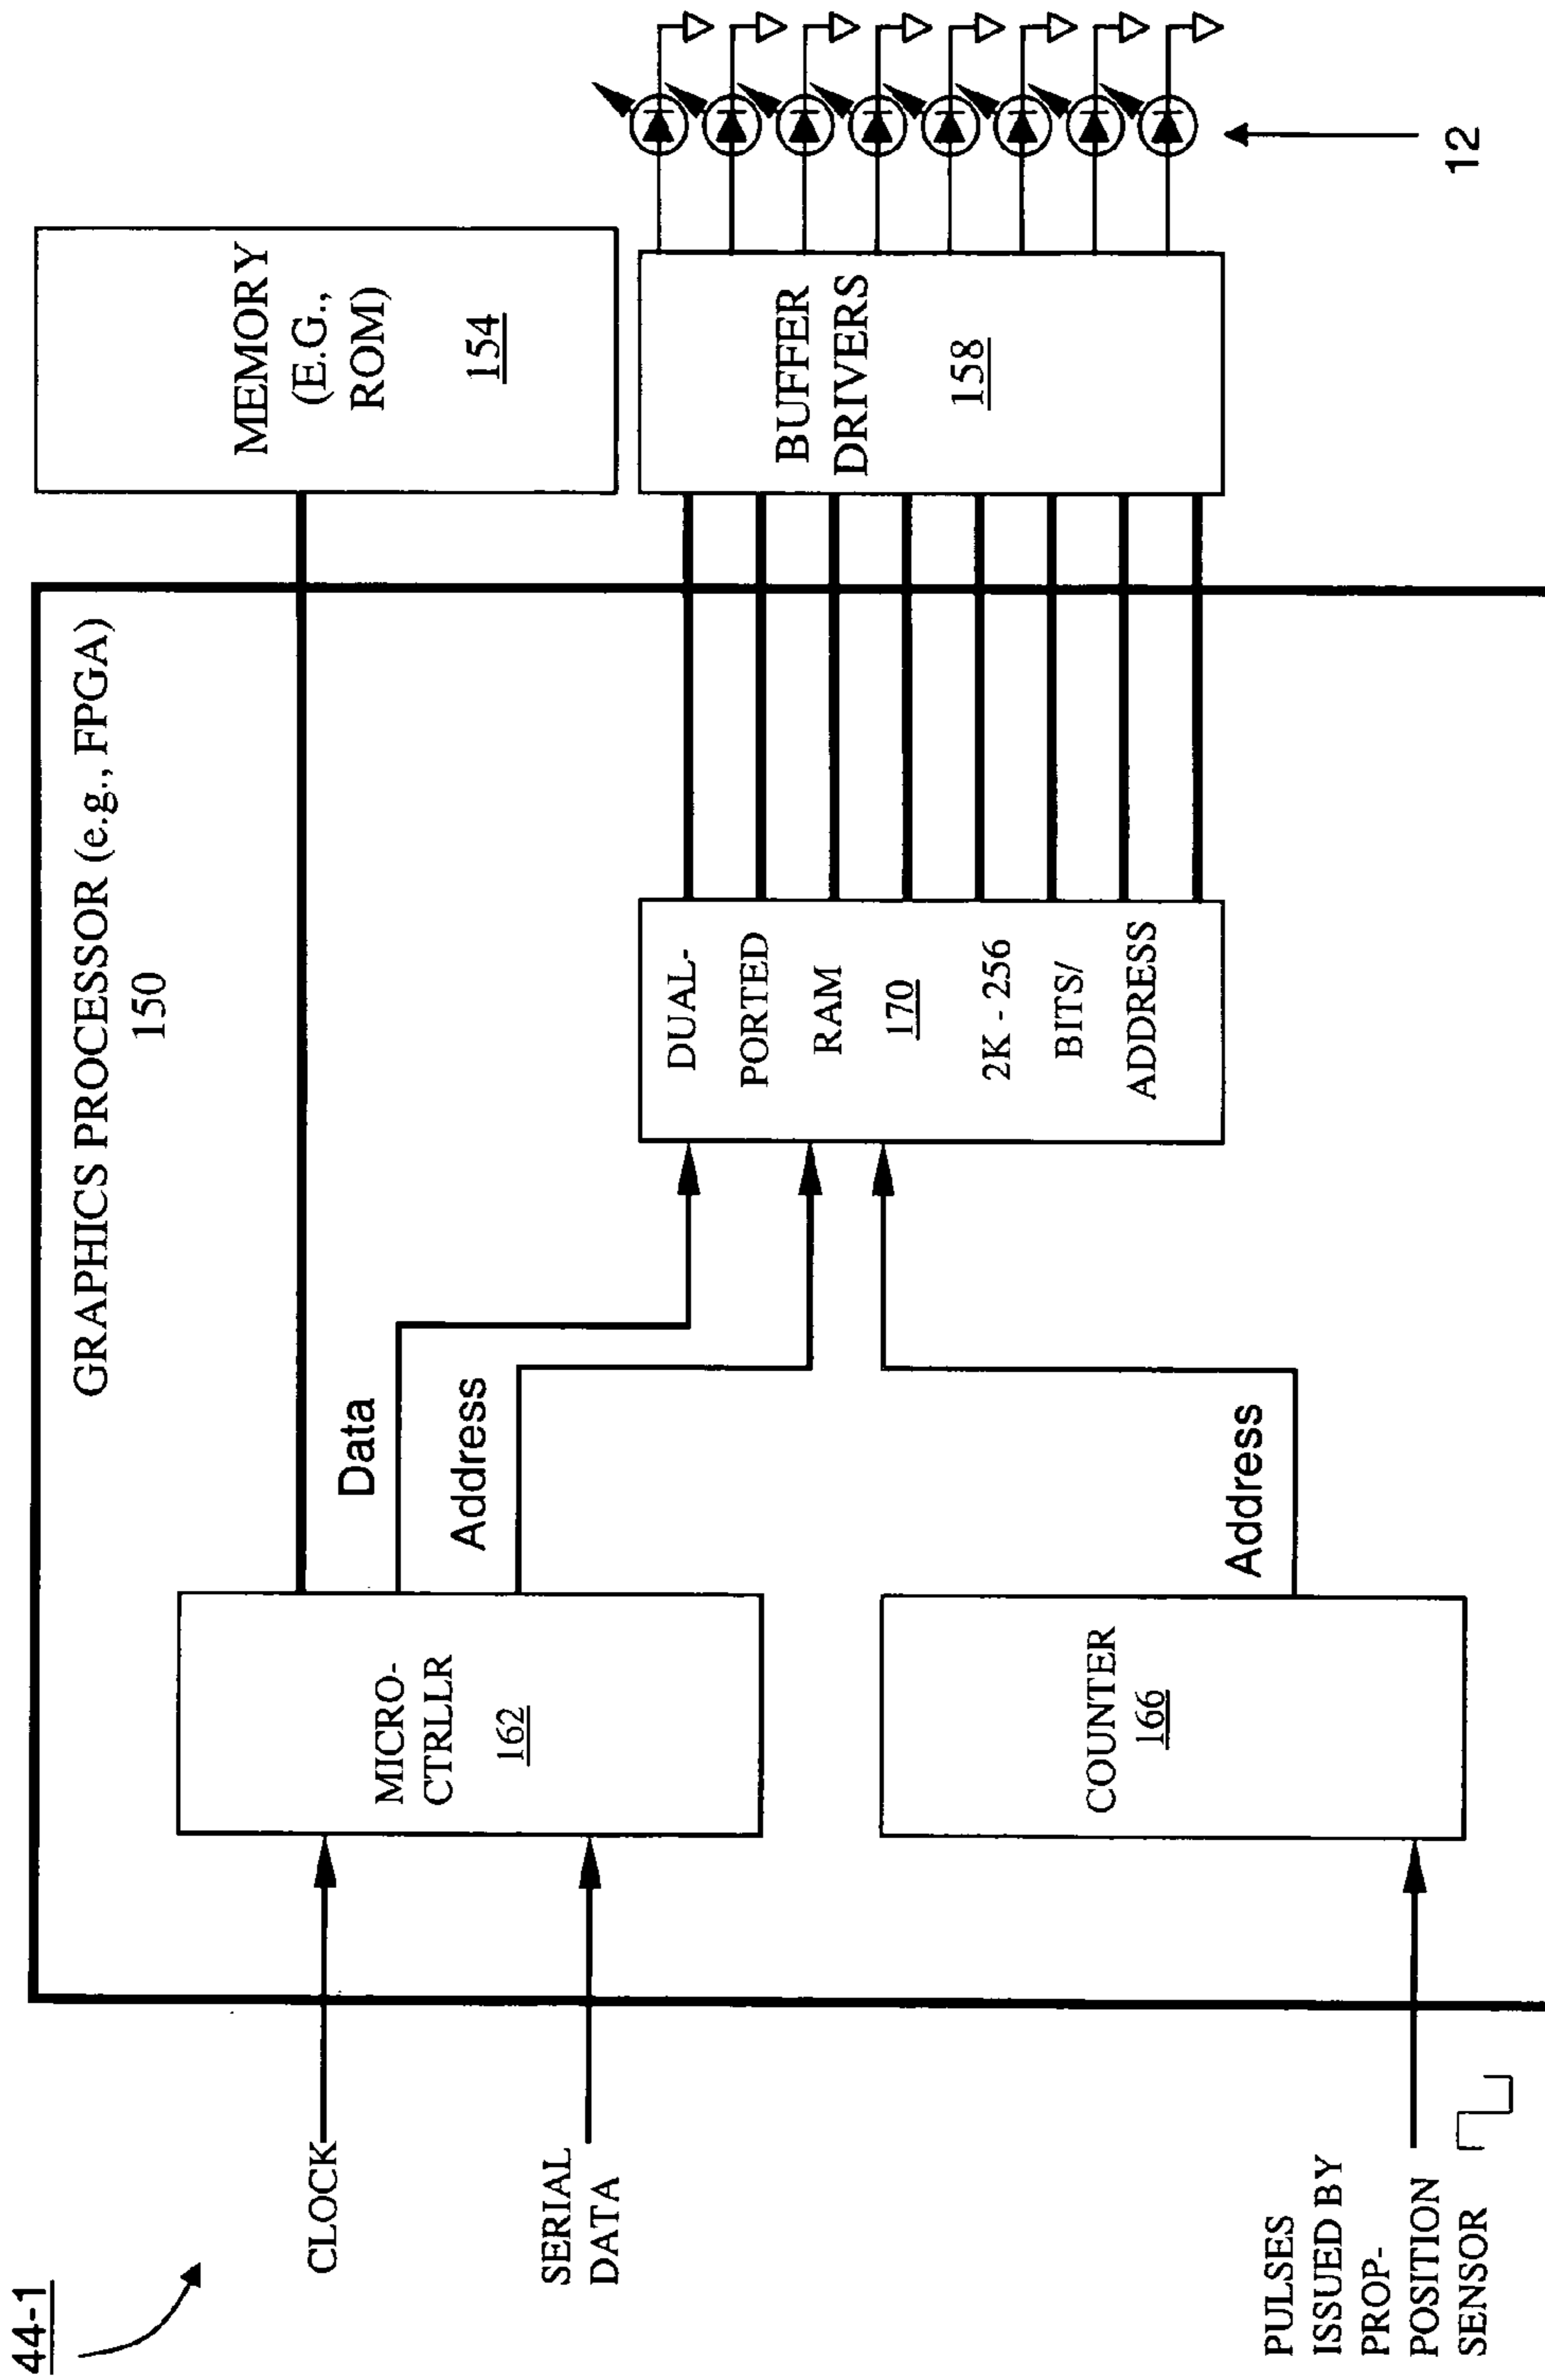 44-1
GRAPHICS PROCESSOR (e.g., FPGA)
150
MEMORY
(E.G.,
ROM)
154
CLOCK
SERIAL
DATA
MICRO-
CTRLLR
162
Data
Address
DUAL-
PORTED
RAM
170
2K - 256
BITS/
ADDRESS
BUFFER
DRIVERS
158
PULSES
ISSUED BY
PROP-
POSITION
SENSOR
COUNTER
166
Address
12